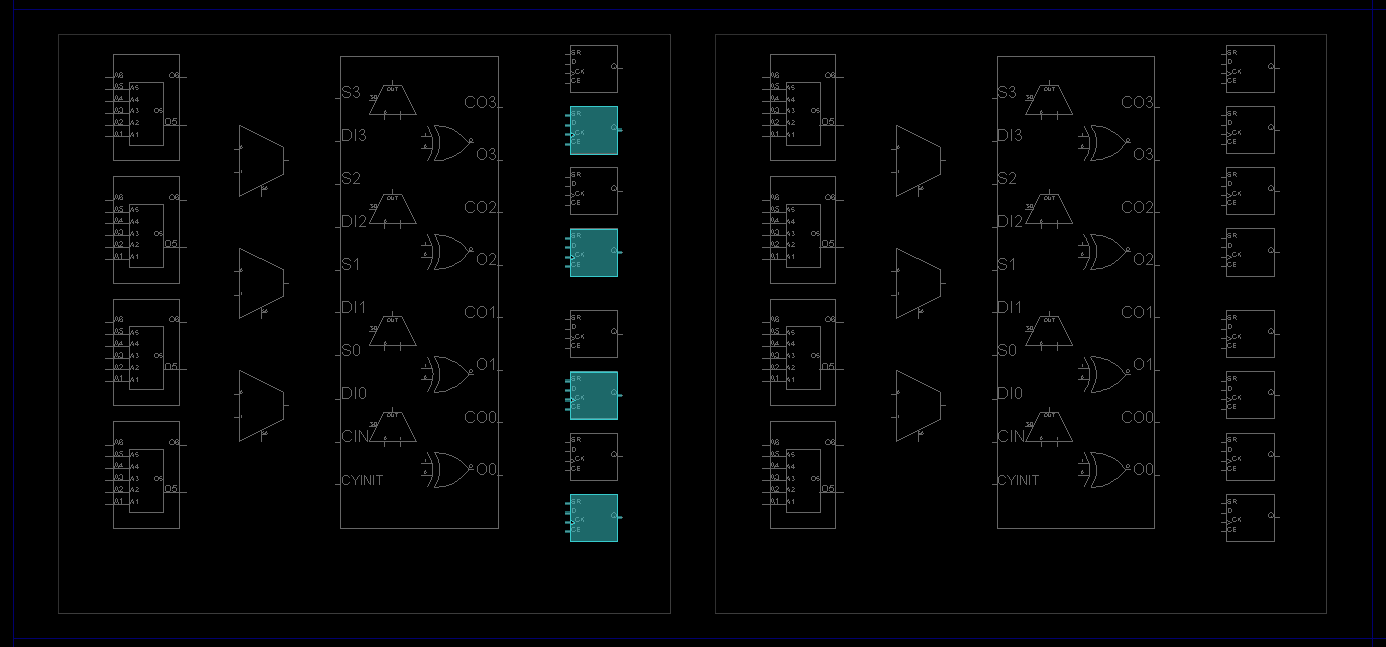 A6 O6
A5 A5
A4 A4
A3 A3 O5
A2 A2 O5
A1 A1
A6 O6
A5 A5
A4 A4
A3 A3 O5
A2 A2 O5
A1 A1
A6 O6
A5 A5
A4 A4
A3 A3 O5
A2 A2 O5
A1 A1
A6 O6
A5 A5
A4 A4
A3 A3 O5
A2 A2 O5
A1 A1
S3
DI3
S2
DI2
S1
DI1
S0
DI0
CIN
CYINIT
OUT
OUT
OUT
OUT
CO3
O3
CO2
O2
CO1
O1
CO0
O0
SR
D Q
CK
CE
SR
D Q
CK
CE
SR
D Q
CK
CE
SR
D Q
CK
CE
SR
D Q
CK
CE
SR
D Q
CK
CE
SR
D Q
CK
CE
SR
D Q
CK
CE
A6 O6
A5 A5
A4 A4
A3 A3 O5
A2 A2 O5
A1 A1
A6 O6
A5 A5
A4 A4
A3 A3 O5
A2 A2 O5
A1 A1
A6 O6
A5 A5
A4 A4
A3 A3 O5
A2 A2 O5
A1 A1
A6 O6
A5 A5
A4 A4
A3 A3 O5
A2 A2 O5
A1 A1
S3
DI3
S2
DI2
S1
DI1
S0
DI0
CIN
CYINIT
OUT
OUT
OUT
OUT
CO3
O3
CO2
O2
CO1
O1
CO0
O0
SR
D Q
CK
CE
SR
D Q
CK
CE
SR
D Q
CK
CE
SR
D Q
CK
CE
SR
D Q
CK
CE
SR
D Q
CK
CE
SR
D Q
CK
CE
SR
D Q
CK
CE